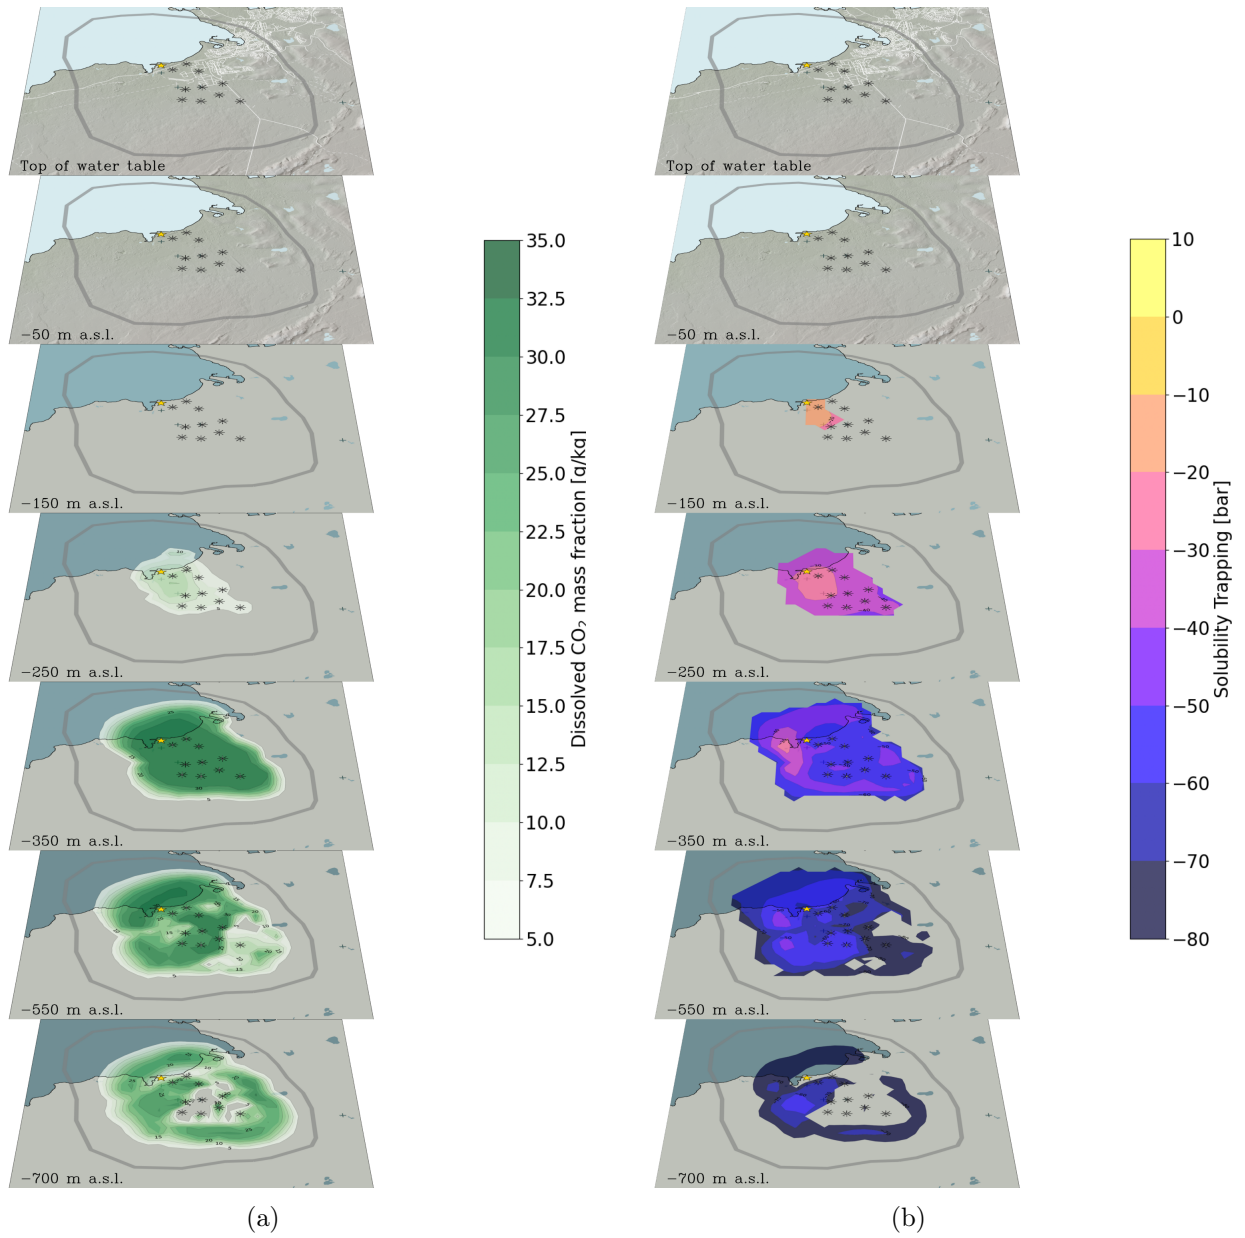 Top of water table
−50 m a.s.l.
−150 m a.s.l.
−250 m a.s.l.
−350 m a.s.l.
−550 m a.s.l.
−700 m a.s.l.
35.0
32.5
30.0
27.5
25.0
22.5
20.0
17.5
15.0
12.5
10.0
7.5
5.0
Dissolved CO₂ mass fraction [g/kg]
(a)
Top of water table
−50 m a.s.l.
−150 m a.s.l.
−250 m a.s.l.
−350 m a.s.l.
−550 m a.s.l.
−700 m a.s.l.
10
0
−10
−20
−30
−40
−50
−60
−70
−80
Solubility Trapping [bar]
(b)